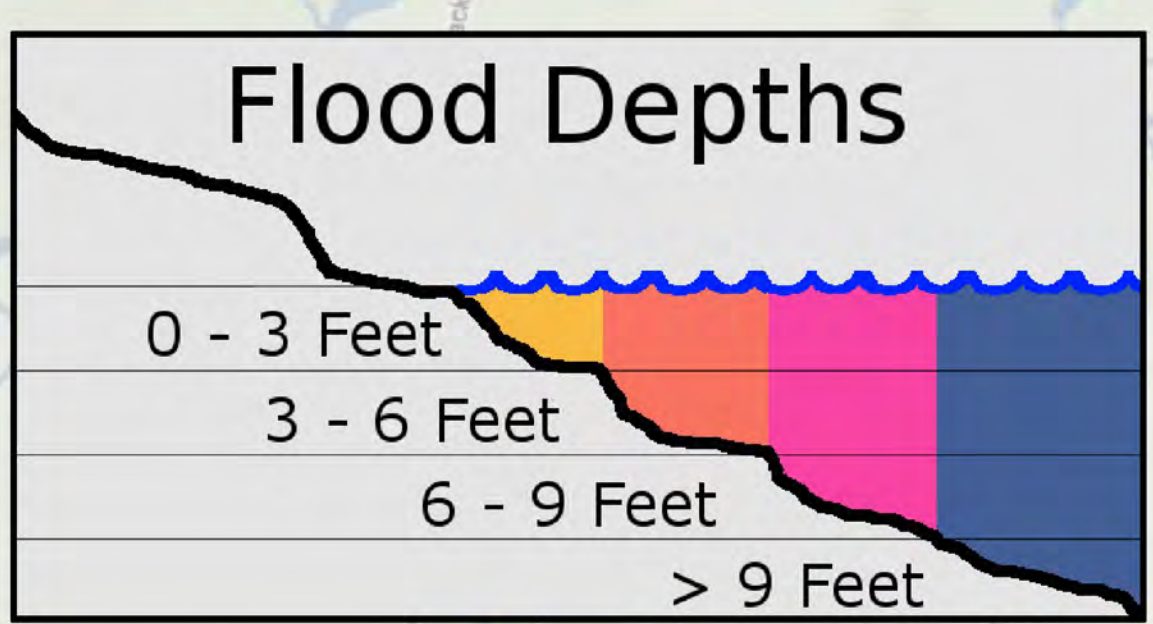 Flood Depths
0 - 3 Feet
3 - 6 Feet
6 - 9 Feet
> 9 Feet